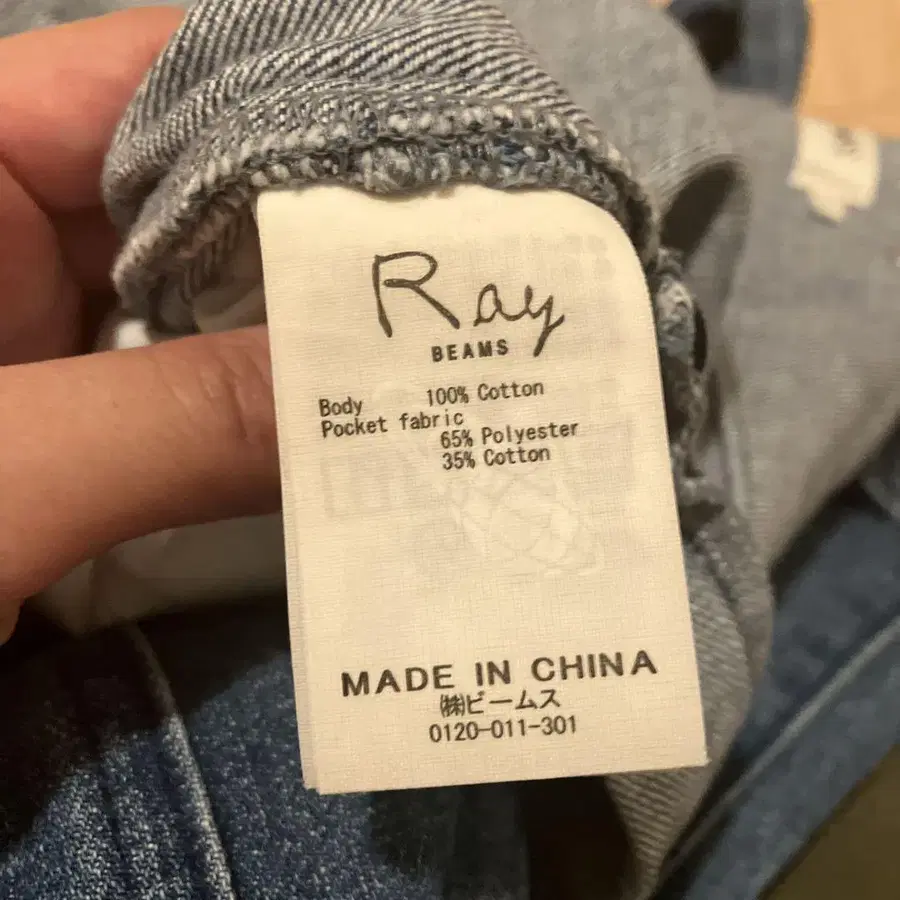 Ray
BEAMS
Body 100% Cotton
Pocket fabric
65% Polyester
35% Cotton
MADE IN CHINA
㈱ビームス
0120-011-301